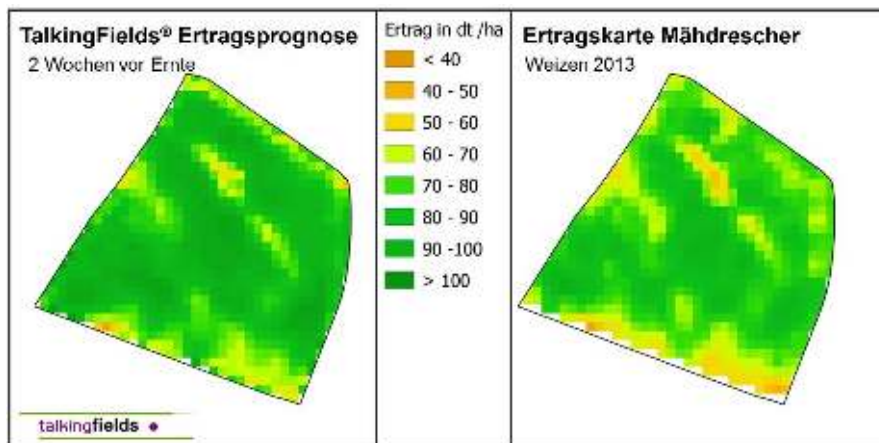 TalkingFields® Ertragsprognose
2 Wochen vor Ernte
Ertrag in dt /ha
< 40
40 - 50
50 - 60
60 - 70
70 - 80
80 - 90
90 -100
> 100
Ertragskarte Mähdrescher
Weizen 2013
talkingfields